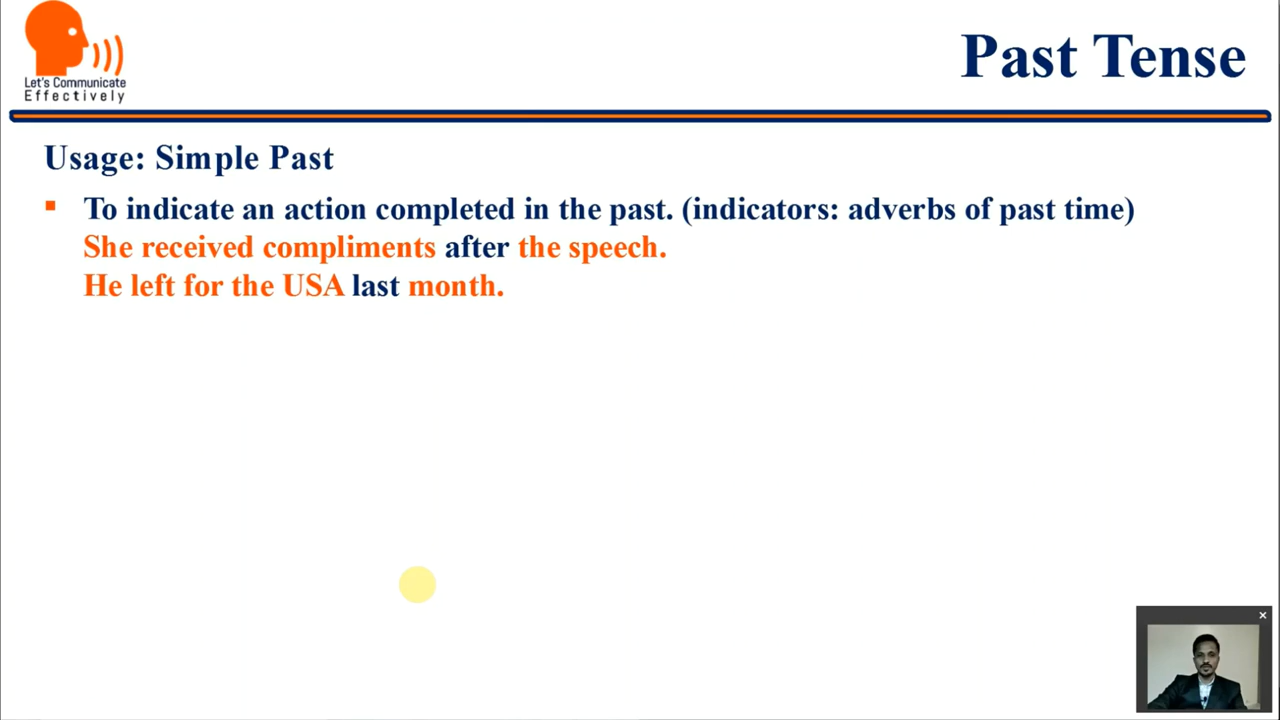 Let's Communicate
Effectively
Past Tense
Usage: Simple Past
▪ To indicate an action completed in the past. (indicators: adverbs of past time)
She received compliments after the speech.
He left for the USA last month.